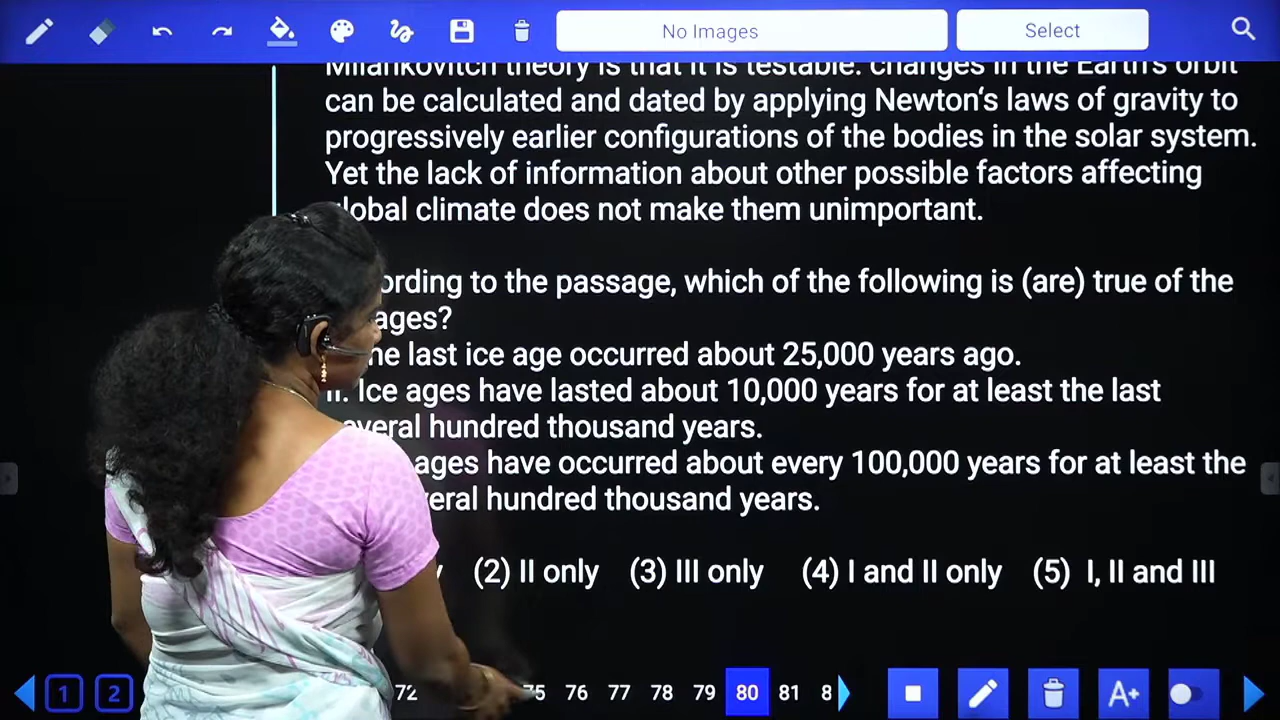 No Images
Select
Milankovitch theory is that it is testable: changes in the Earth's orbit
can be calculated and dated by applying Newton‘s laws of gravity to
progressively earlier configurations of the bodies in the solar system.
Yet the lack of information about other possible factors affecting
global climate does not make them unimportant.
ording to the passage, which of the following is (are) true of the
ages?
he last ice age occurred about 25,000 years ago.
II. Ice ages have lasted about 10,000 years for at least the last
several hundred thousand years.
ages have occurred about every 100,000 years for at least the
veral hundred thousand years.
(2) II only (3) III only (4) I and II only (5) I, II and III
1 2 72 75 76 77 78 79 80 81 8 A+